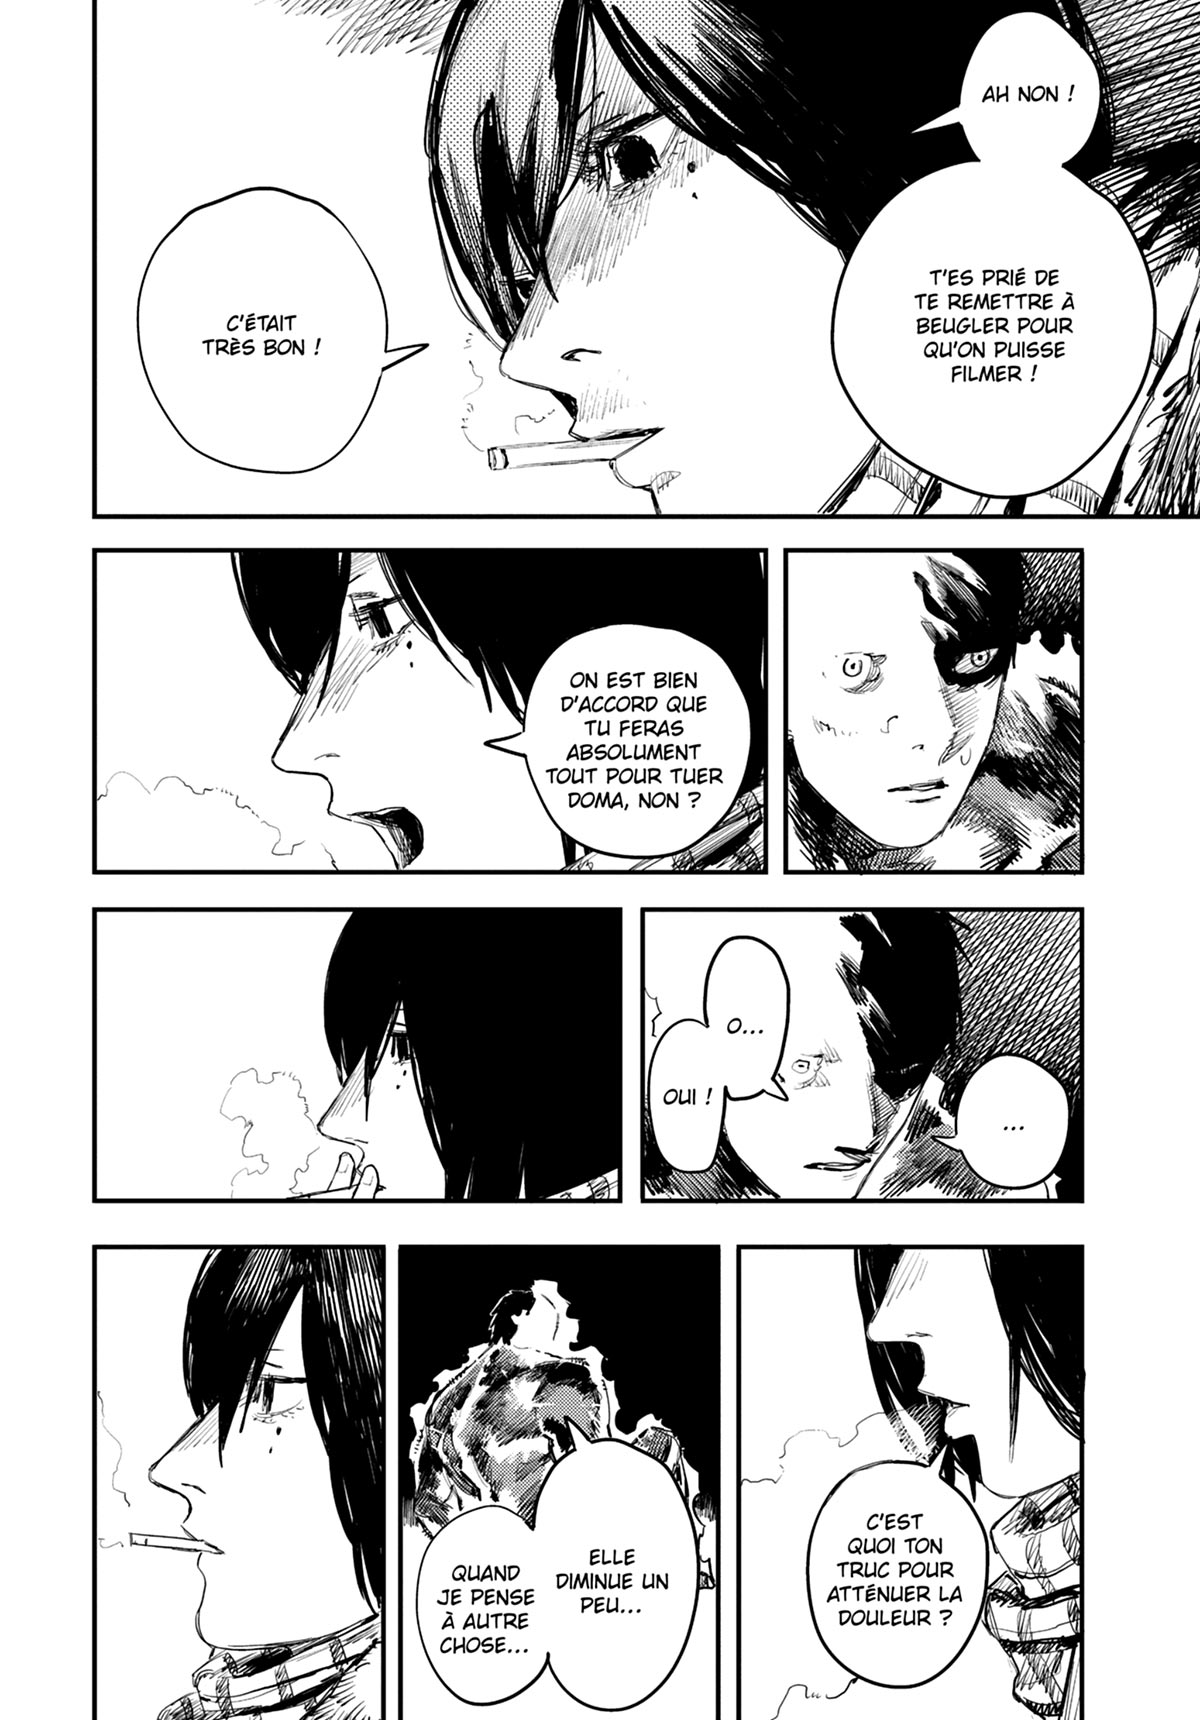 AH NON !
T'ES PRIÉ DE
TE REMETTRE À
BEUGLER POUR
QU'ON PUISSE
FILMER !
C'ÉTAIT
TRÈS BON !
ON EST BIEN
D'ACCORD QUE
TU FERAS
ABSOLUMENT
TOUT POUR TUER
DOMA, NON ?
...
O...
OUI !
C'EST
QUOI TON
TRUC POUR
ATTÉNUER LA
DOULEUR ?
ELLE
DIMINUE UN
PEU...
QUAND
JE PENSE
À AUTRE
CHOSE...